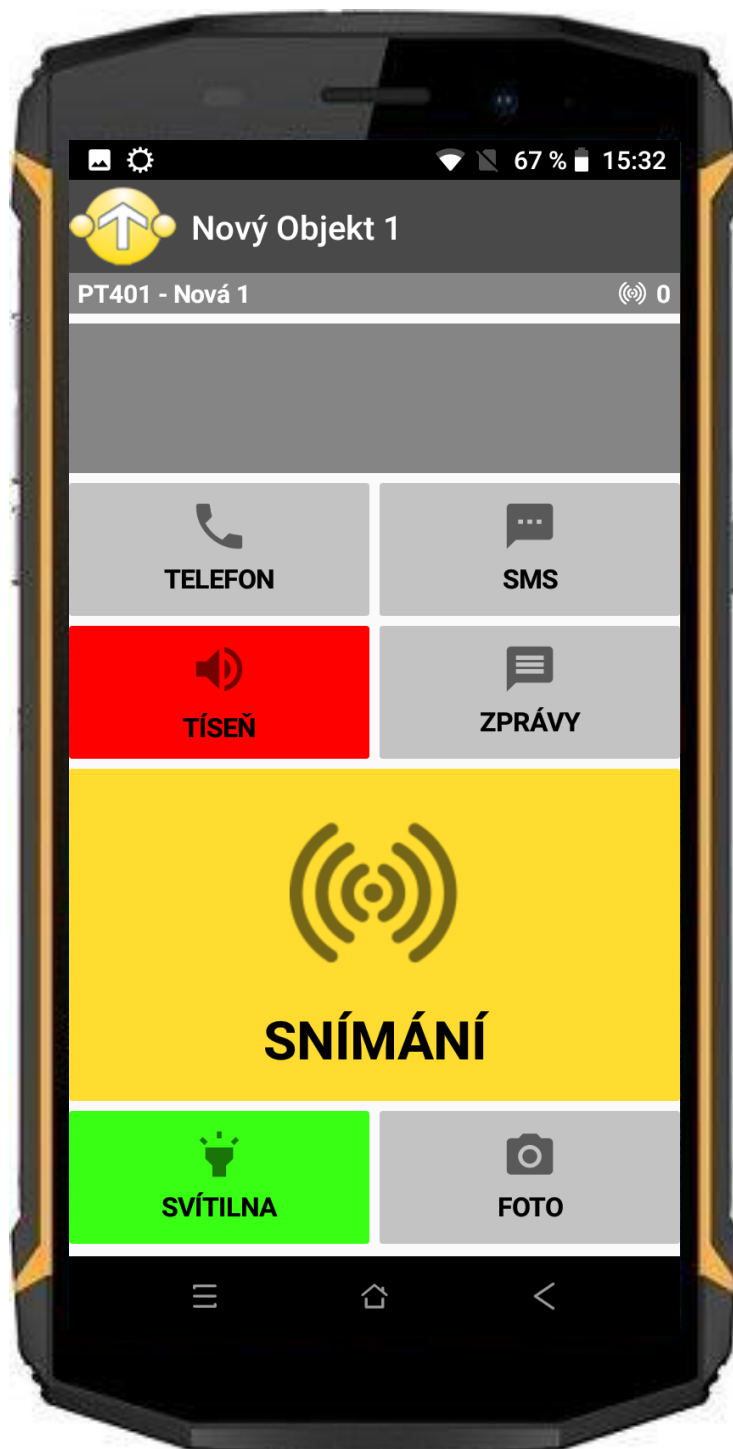 67 % 15:32
Nový Objekt 1
PT401 - Nová 1 0
TELEFON SMS
TÍSEŇ ZPRÁVY
SNÍMÁNÍ
SVÍTILNA FOTO